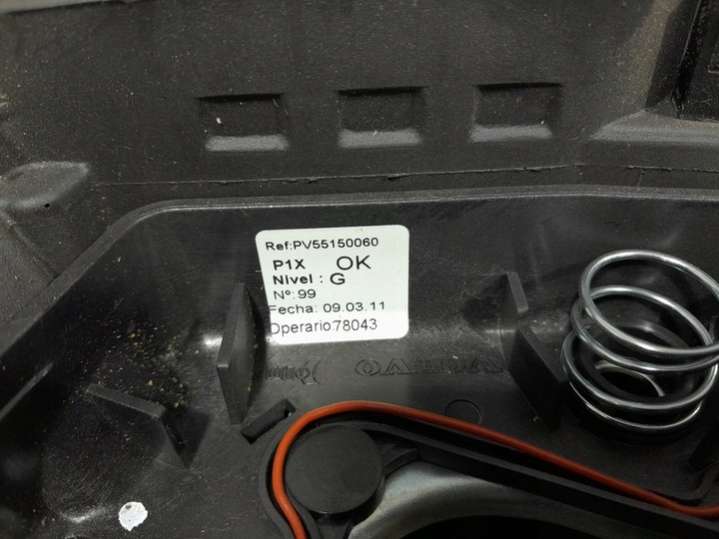 Ref:PV55150060
P1X OK
Nivel : G
Nº:99
Fecha: 09.03.11
Operario:78043